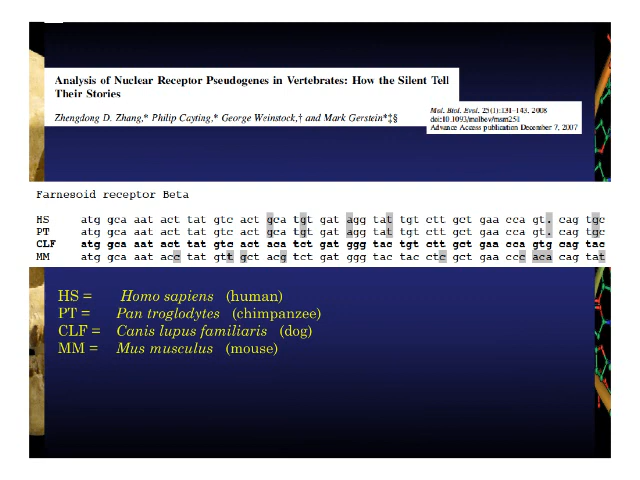 Analysis of Nuclear Receptor Pseudogenes in Vertebrates: How the Silent Tell
Their Stories
Zhengdong D. Zhang,* Philip Cayting,* George Weinstock,† and Mark Gerstein*‡§
Mol. Biol. Evol. 25(1):131–143, 2008
doi:10.1093/molbev/msm251
Advance Access publication December 7, 2007
Farnesoid receptor Beta
HS atg gca aat act tat gtc act gca tgt gat agg tat tgt ctt gct gaa cca gt. cag tgc
PT atg gca aat act tat gtc act gca tgt gat agg tat tgt ctt gct gaa cca gt. cag tgc
CLF atg gca aat act tat gtc act aca tct gat ggg tac tgt ctt gct gaa cca gtg cag tac
MM atg gca aat acc tat gtt gct acg tct gat ggg tac tac ctc gct gaa ccc aca cag tat
HS = Homo sapiens (human)
PT = Pan troglodytes (chimpanzee)
CLF = Canis lupus familiaris (dog)
MM = Mus musculus (mouse)